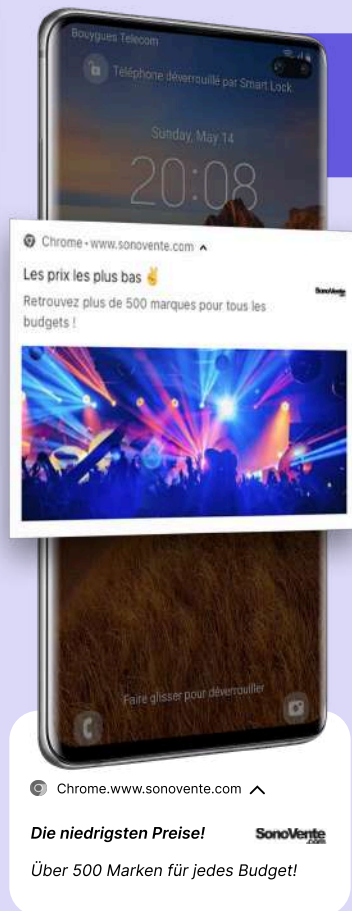 Bouygues Telecom
Téléphone déverrouillé par Smart Lock
Sunday, May 14
20:08
Chrome • www.sonovente.com
Les prix les plus bas ✌️
SonoVente
Retrouvez plus de 500 marques pour tous les
budgets !
Faire glisser pour déverrouiller
Chrome.www.sonovente.com
Die niedrigsten Preise!
SonoVente
.com
Über 500 Marken für jedes Budget!